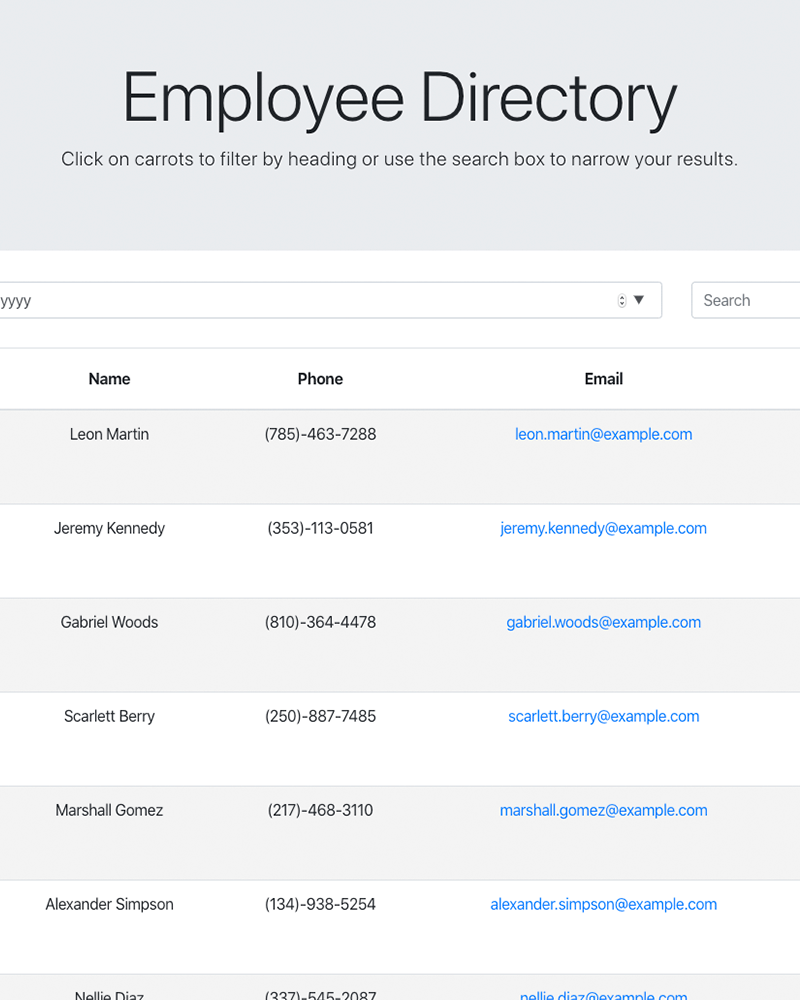 Employee Directory
Click on carrots to filter by heading or use the search box to narrow your results.
yyyy Search
Name Phone Email
Leon Martin (785)-463-7288 leon.martin@example.com
Jeremy Kennedy (353)-113-0581 jeremy.kennedy@example.com
Gabriel Woods (810)-364-4478 gabriel.woods@example.com
Scarlett Berry (250)-887-7485 scarlett.berry@example.com
Marshall Gomez (217)-468-3110 marshall.gomez@example.com
Alexander Simpson (134)-938-5254 alexander.simpson@example.com
Nellie Diaz (337)-545-2087 nellie.diaz@example.com